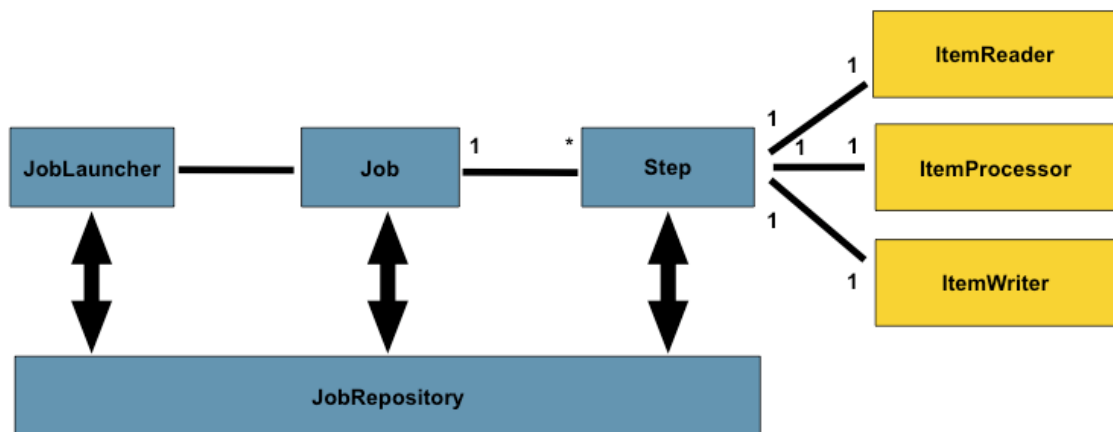 ItemReader
1
1
JobLauncher
Job
1
*
Step
1
1
ItemProcessor
1
1
ItemWriter
JobRepository